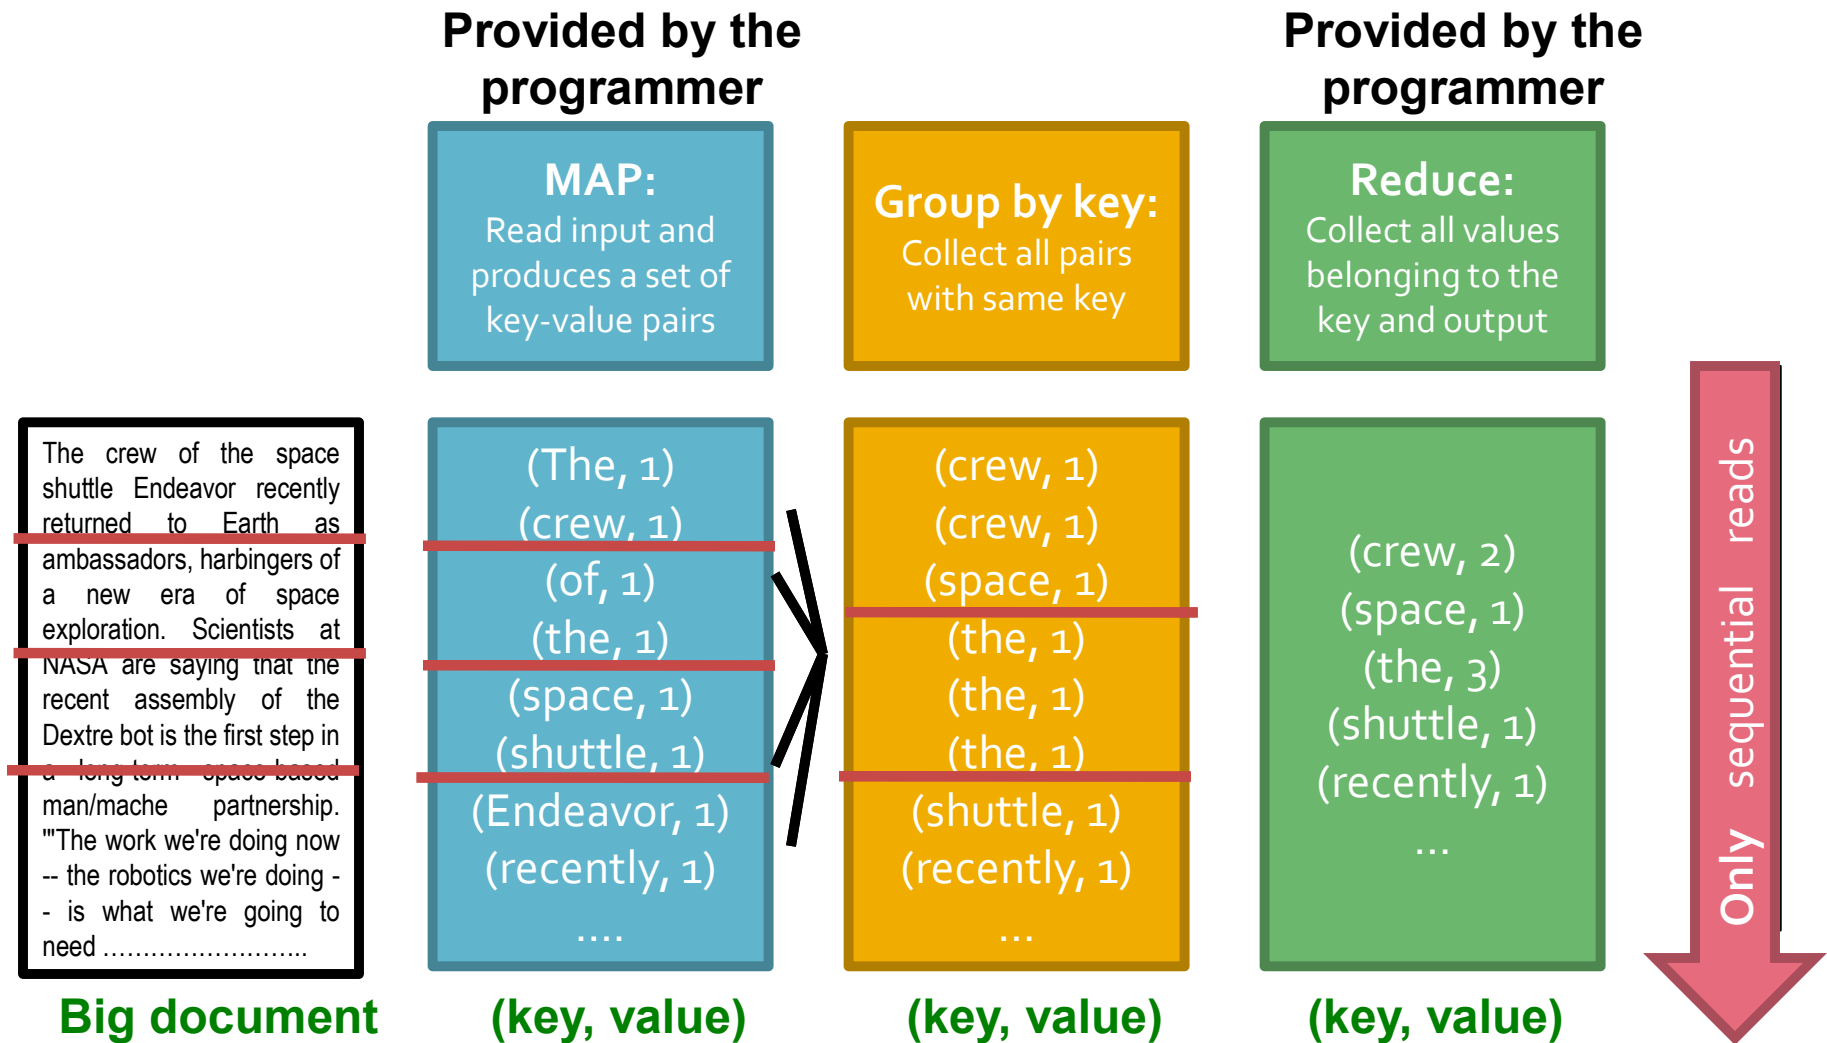 Provided by the
programmer
Provided by the
programmer
MAP:
Read input and
produces a set of
key-value pairs
Group by key:
Collect all pairs
with same key
Reduce:
Collect all values
belonging to the
key and output
The crew of the space
shuttle Endeavor recently
returned to Earth as
ambassadors, harbingers of
a new era of space
exploration. Scientists at
NASA are saying that the
recent assembly of the
Dextre bot is the first step in
a long-term space-based
man/mache partnership.
'"The work we're doing now
-- the robotics we're doing -
- is what we're going to
need ……………………..
(The, 1)
(crew, 1)
(of, 1)
(the, 1)
(space, 1)
(shuttle, 1)
(Endeavor, 1)
(recently, 1)
....
(crew, 1)
(crew, 1)
(space, 1)
(the, 1)
(the, 1)
(the, 1)
(shuttle, 1)
(recently, 1)
...
(crew, 2)
(space, 1)
(the, 3)
(shuttle, 1)
(recently, 1)
...
Only sequential reads
Big document
(key, value)
(key, value)
(key, value)